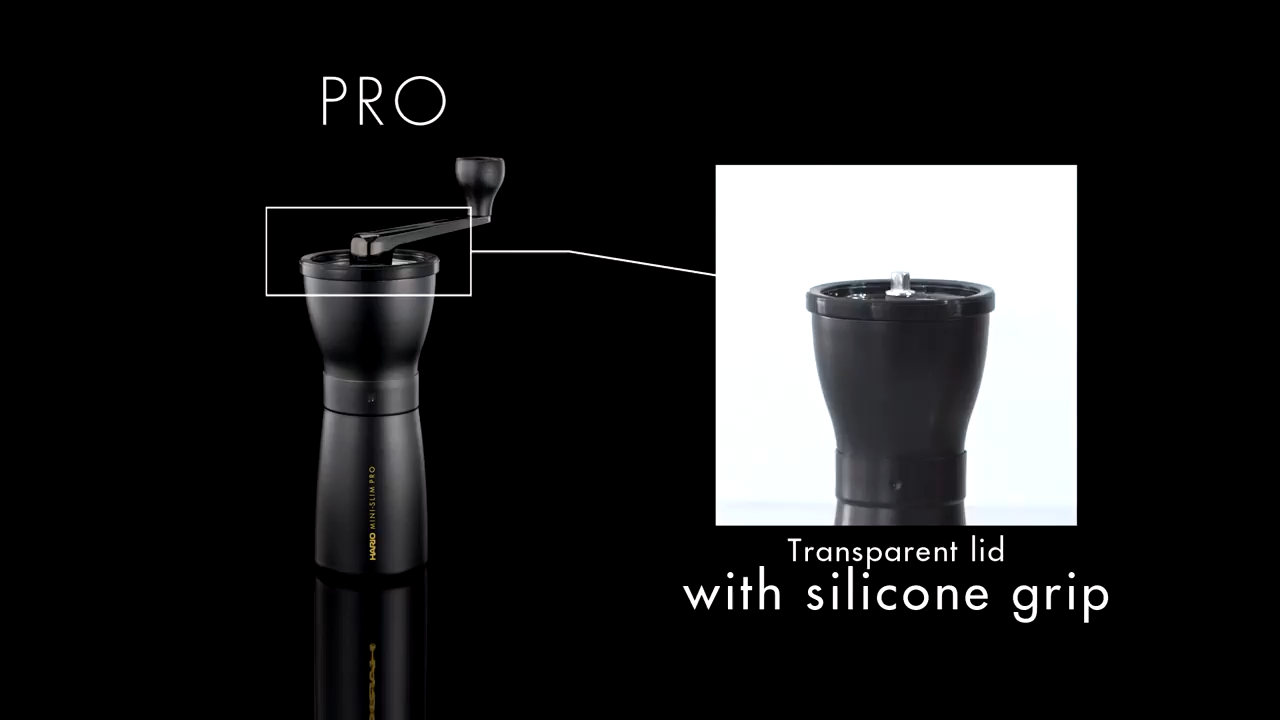 PRO
HARIO MINI-SLIM PRO
Transparent lid
with silicone grip